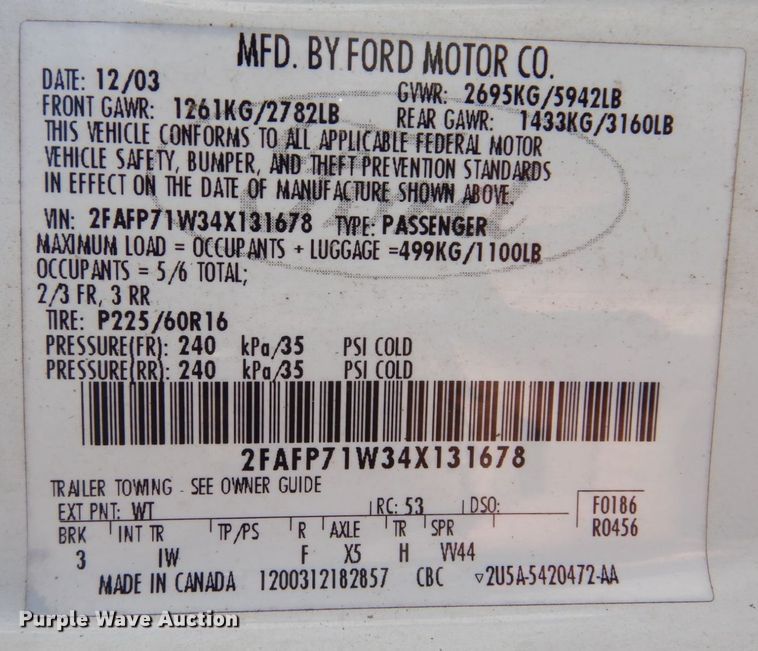 MFD. BY FORD MOTOR CO.
DATE: 12/03 GVWR: 2695KG/5942LB
FRONT GAWR: 1261KG/2782LB REAR GAWR: 1433KG/3160LB
THIS VEHICLE CONFORMS TO ALL APPLICABLE FEDERAL MOTOR
VEHICLE SAFETY, BUMPER, AND THEFT PREVENTION STANDARDS
IN EFFECT ON THE DATE OF MANUFACTURE SHOWN ABOVE.
VIN: 2FAFP71W34X131678 TYPE: PASSENGER
MAXIMUM LOAD = OCCUPANTS + LUGGAGE =499KG/1100LB
OCCUPANTS = 5/6 TOTAL;
2/3 FR, 3 RR
TIRE: P225/60R16
PRESSURE(FR): 240 kPa/35 PSI COLD
PRESSURE(RR): 240 kPa/35 PSI COLD
2FAFP71W34X131678
TRAILER TOWING - SEE OWNER GUIDE
EXT PNT: WT RC: 53 DSO: F0186
BRK INT TR TP/PS R AXLE TR SPR R0456
3 IW F X5 H VV44
MADE IN CANADA 1200312182857 CBC ▿2U5A-5420472-AA
Purple Wave Auction